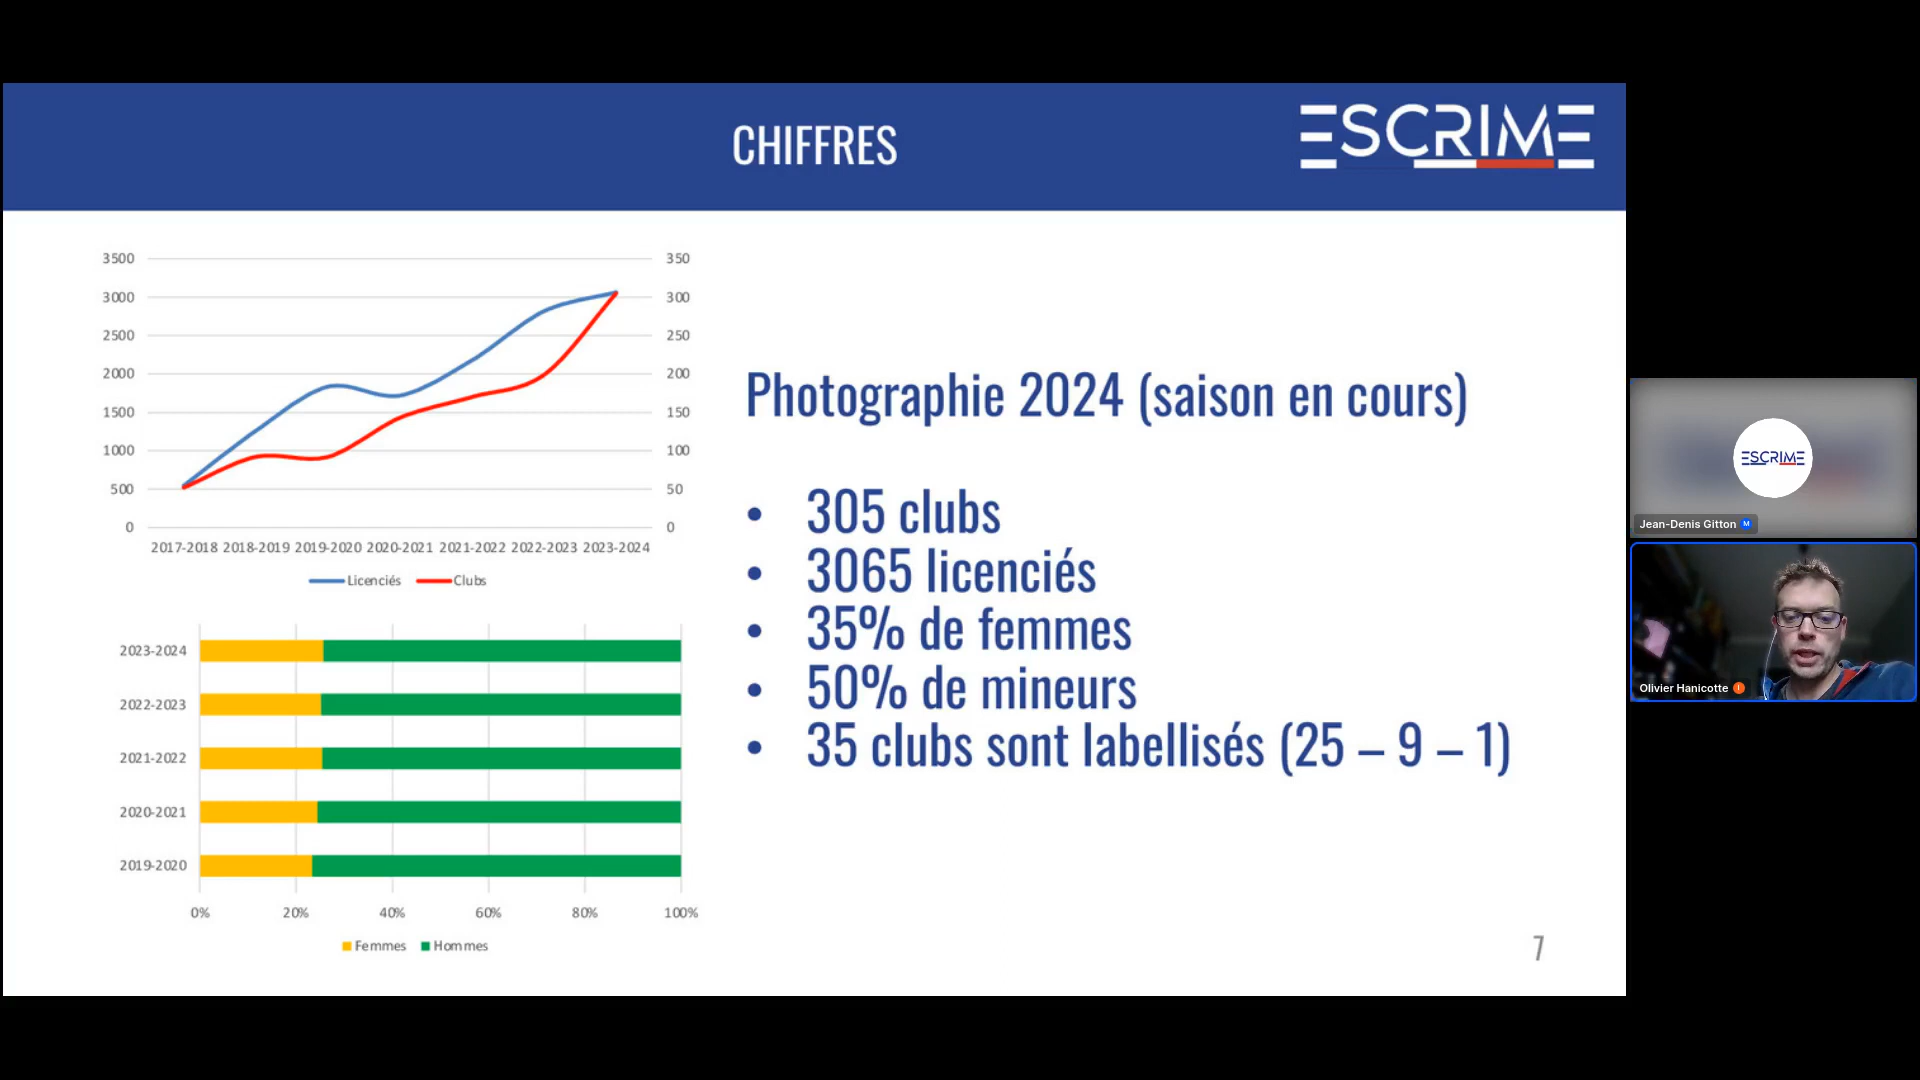 CHIFFRES
ESCRIME
3500
3000
2500
2000
1500
1000
500
0
350
300
250
200
150
100
50
0
2017-2018 2018-2019 2019-2020 2020-2021 2021-2022 2022-2023 2023-2024
Licenciés Clubs
2023-2024
2022-2023
2021-2022
2020-2021
2019-2020
0% 20% 40% 60% 80% 100%
Femmes Hommes
Photographie 2024 (saison en cours)
• 305 clubs
• 3065 licenciés
• 35% de femmes
• 50% de mineurs
• 35 clubs sont labellisés (25 – 9 – 1)
7
ESCRIME
Jean-Denis Gitton M
Olivier Hanicotte